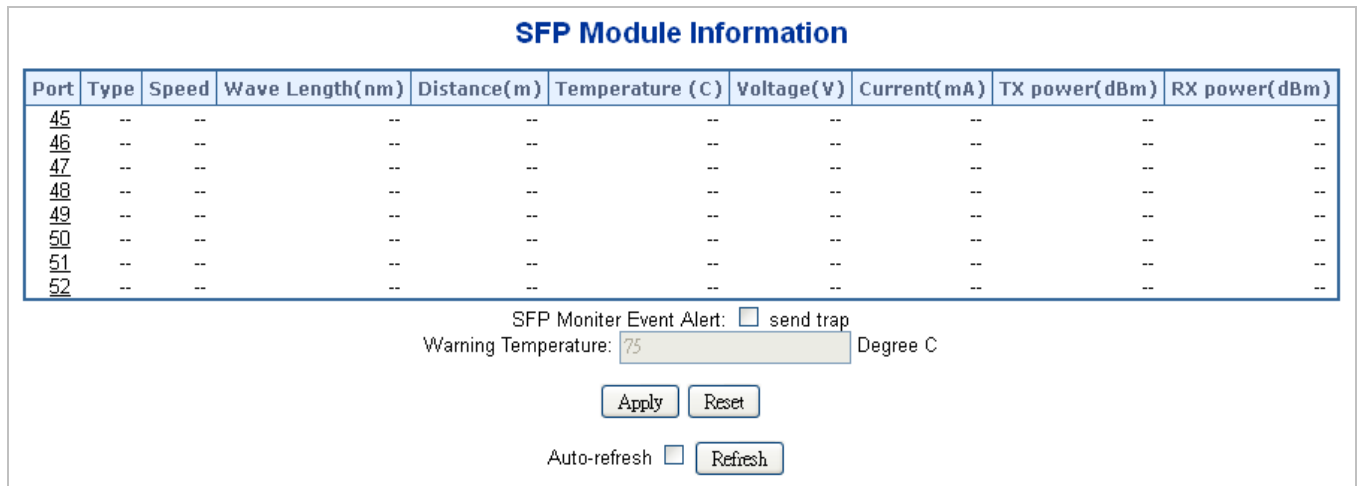 SFP Module Information
Port Type Speed Wave Length(nm) Distance(m) Temperature (C) Voltage(V) Current(mA) TX power(dBm) RX power(dBm)
45 -- -- -- -- -- -- -- -- --
46 -- -- -- -- -- -- -- -- --
47 -- -- -- -- -- -- -- -- --
48 -- -- -- -- -- -- -- -- --
49 -- -- -- -- -- -- -- -- --
50 -- -- -- -- -- -- -- -- --
51 -- -- -- -- -- -- -- -- --
52 -- -- -- -- -- -- -- -- --
SFP Moniter Event Alert: send trap
Warning Temperature: 75 Degree C
Apply Reset
Auto-refresh Refresh